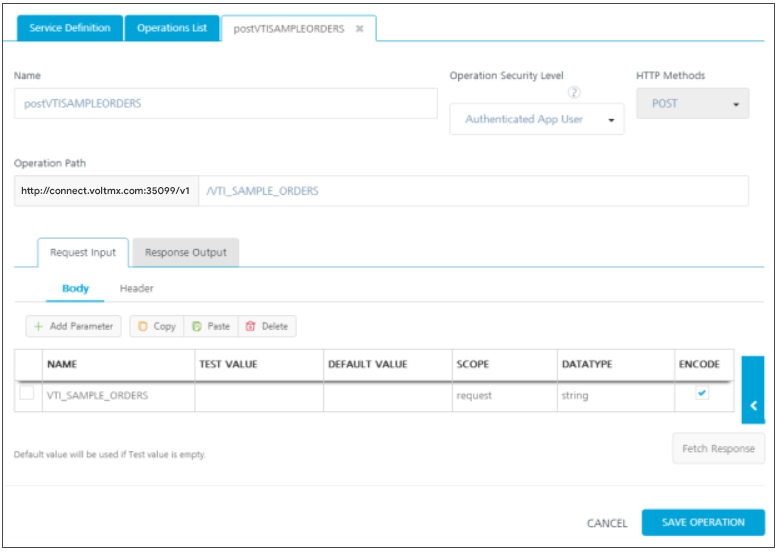 Service Definition Operations List postVTISAMPLEORDERS ✖
Name Operation Security Level ? HTTP Methods
postVTISAMPLEORDERS Authenticated App User POST
Operation Path
http://connect.voltmx.com:35099/v1 /VTI_SAMPLE_ORDERS
Request Input Response Output
Body Header
+ Add Parameter Copy Paste Delete
NAME TEST VALUE DEFAULT VALUE SCOPE DATATYPE ENCODE
VTI_SAMPLE_ORDERS request string
Default value will be used if Test value is empty. Fetch Response
CANCEL SAVE OPERATION